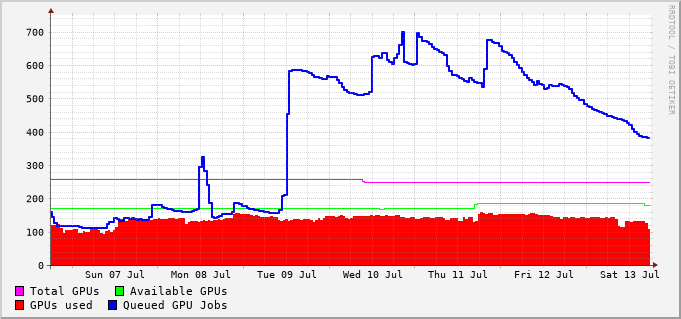 700
600
500
400
300
200
100
0
Sun 07 Jul Mon 08 Jul Tue 09 Jul Wed 10 Jul Thu 11 Jul Fri 12 Jul Sat 13 Jul
Total GPUs Available GPUs
GPUs used Queued GPU Jobs
RRDTOOL / TOBI OETIKER